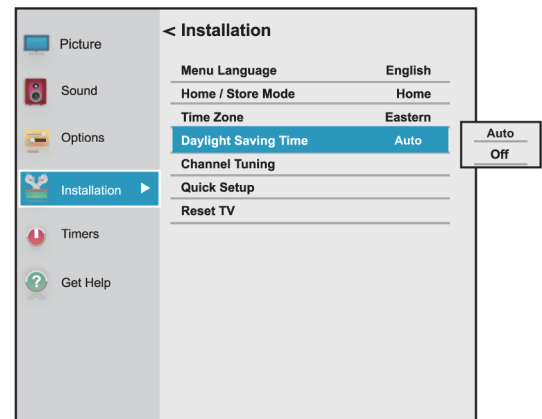 Picture
Sound
Options
Installation
Timers
? Get Help
< Installation
Menu Language English
Home / Store Mode Home
Time Zone Eastern
Daylight Saving Time Auto
Channel Tuning
Quick Setup
Reset TV
Auto
Off